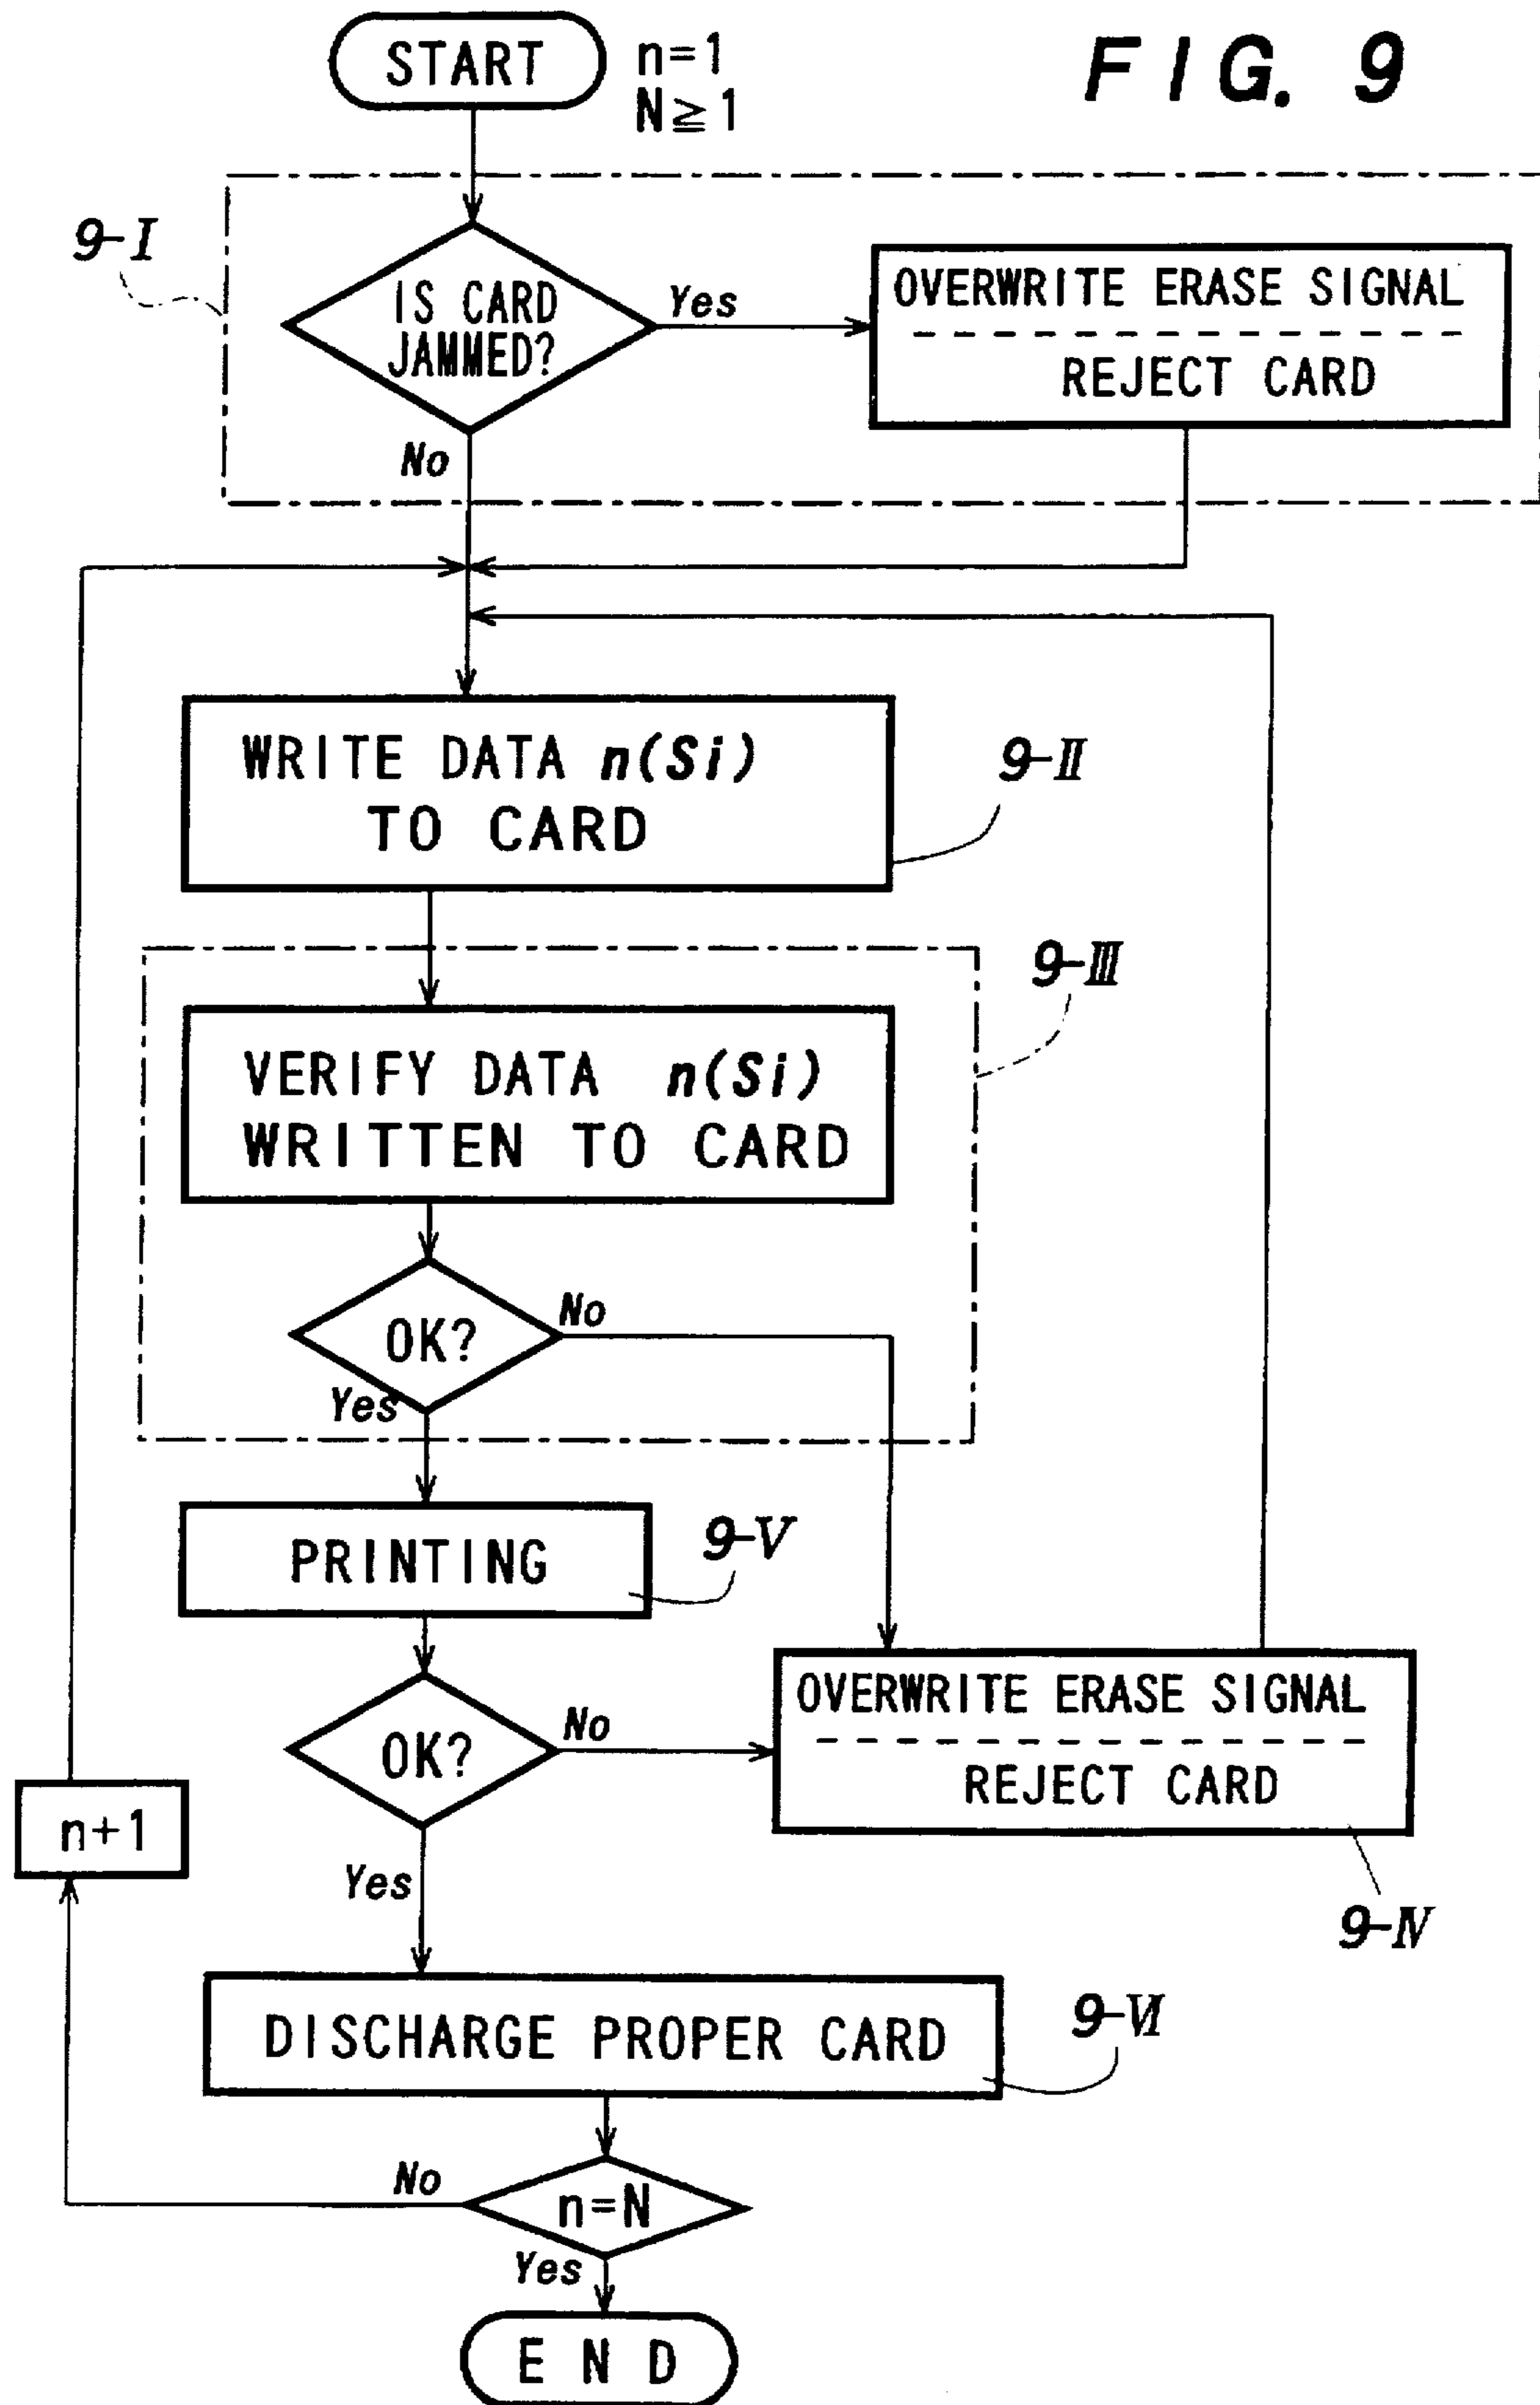 START
n=1
N≧1
FIG. 9
9-I
IS CARD
JAMMED?
Yes
OVERWRITE ERASE SIGNAL
REJECT CARD
No
WRITE DATA n(Si)
TO CARD
9-II
9-III
VERIFY DATA n(Si)
WRITTEN TO CARD
OK?
No
Yes
PRINTING
9-V
OK?
No
OVERWRITE ERASE SIGNAL
REJECT CARD
n+1
Yes
9-IV
DISCHARGE PROPER CARD
9-VI
No
n=N
Yes
END